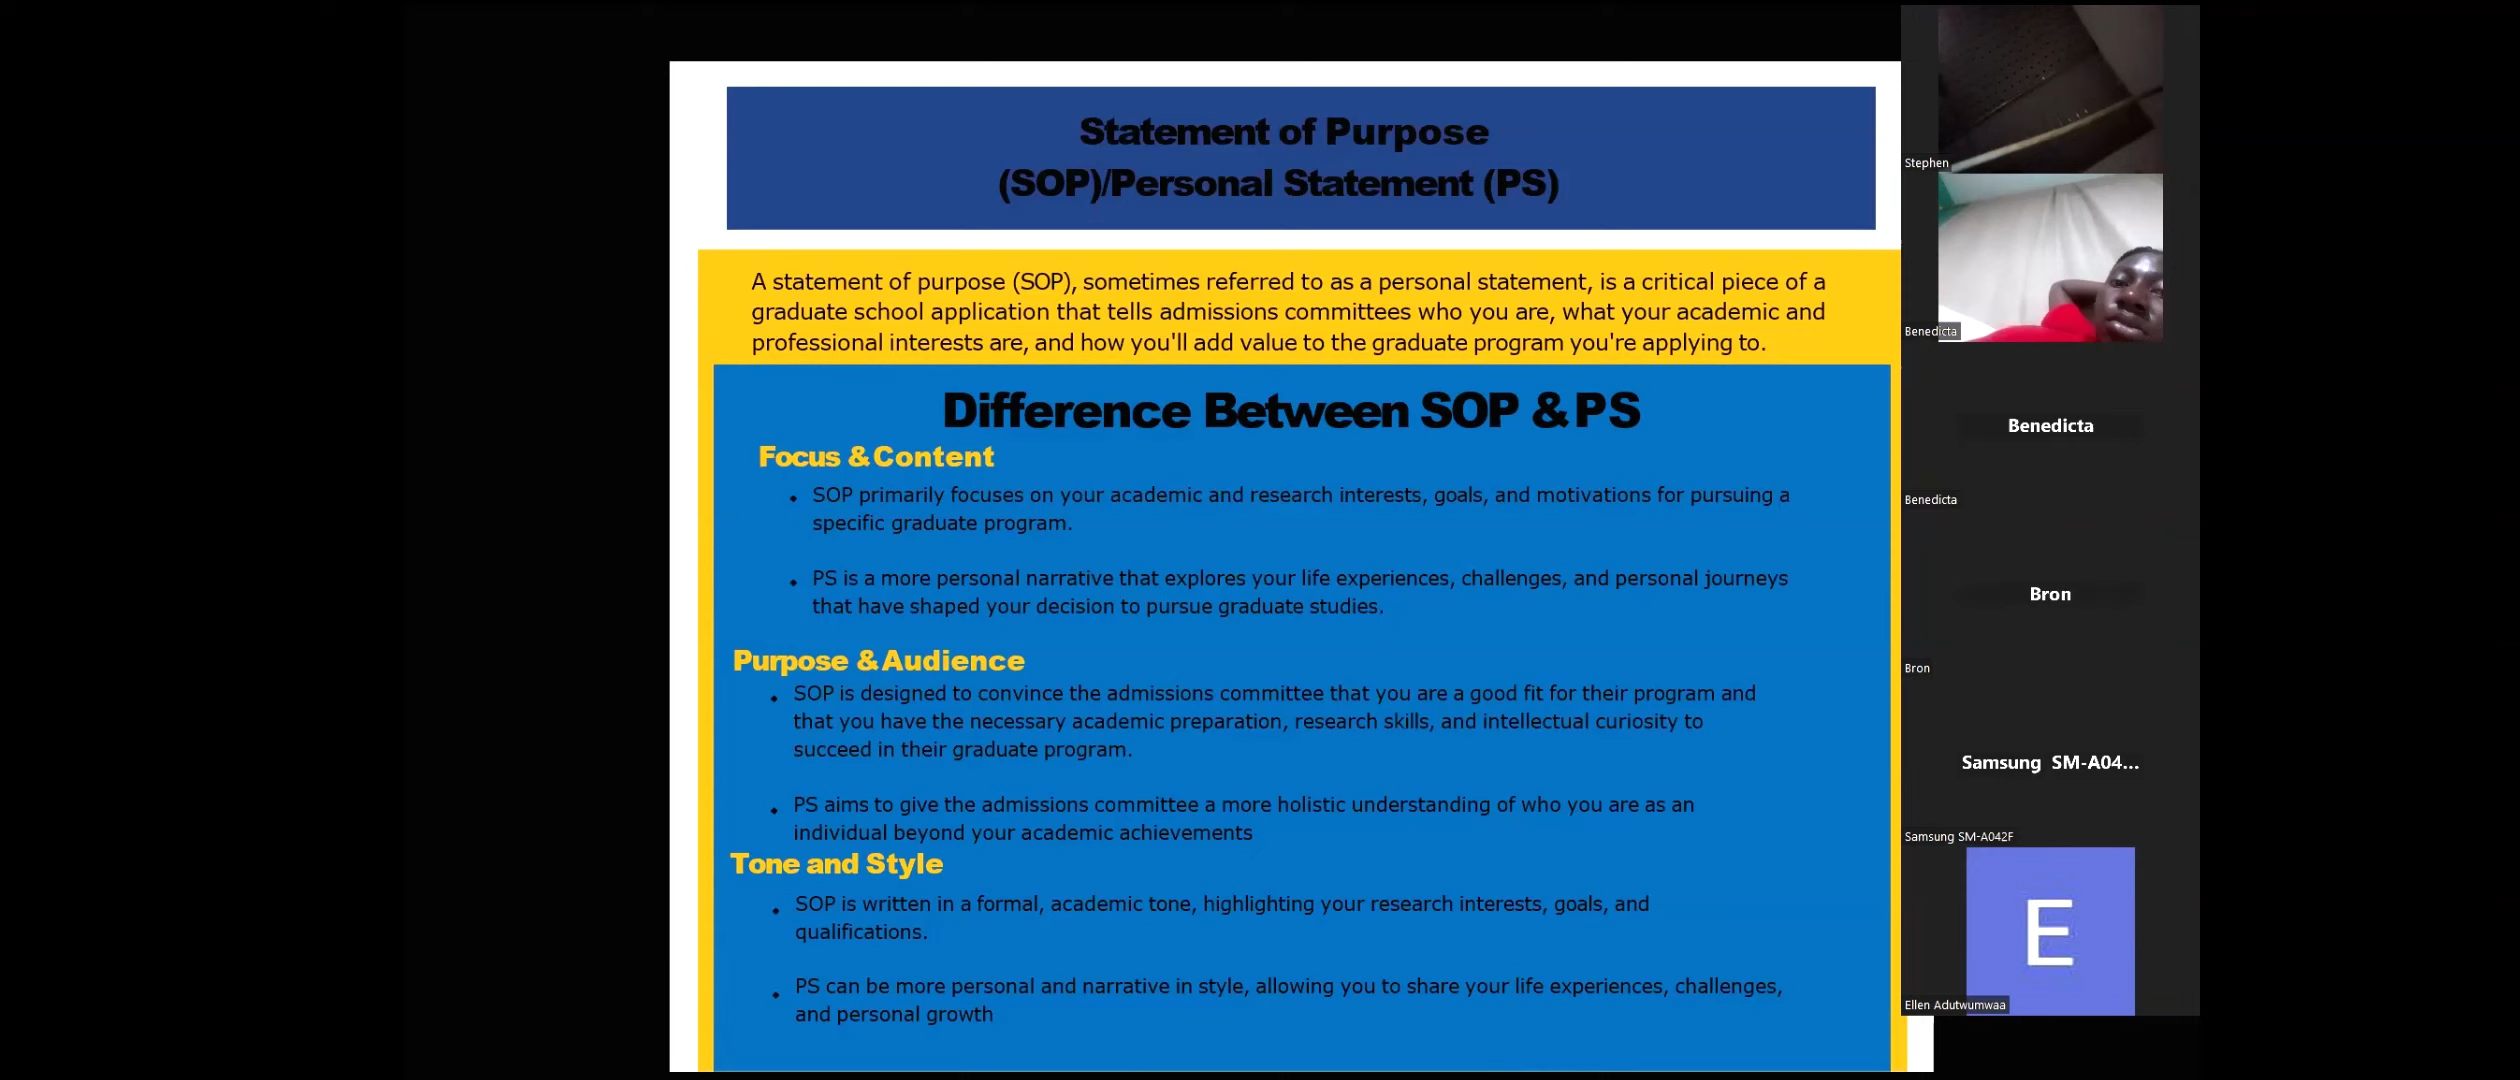 Statement of Purpose
(SOP)/Personal Statement (PS)
A statement of purpose (SOP), sometimes referred to as a personal statement, is a critical piece of a
graduate school application that tells admissions committees who you are, what your academic and
professional interests are, and how you'll add value to the graduate program you're applying to.
Difference Between SOP & PS
Focus & Content
• SOP primarily focuses on your academic and research interests, goals, and motivations for pursuing a
specific graduate program.
• PS is a more personal narrative that explores your life experiences, challenges, and personal journeys
that have shaped your decision to pursue graduate studies.
Purpose & Audience
• SOP is designed to convince the admissions committee that you are a good fit for their program and
that you have the necessary academic preparation, research skills, and intellectual curiosity to
succeed in their graduate program.
• PS aims to give the admissions committee a more holistic understanding of who you are as an
individual beyond your academic achievements
Tone and Style
• SOP is written in a formal, academic tone, highlighting your research interests, goals, and
qualifications.
• PS can be more personal and narrative in style, allowing you to share your life experiences, challenges,
and personal growth
Stephen
Benedicta
Benedicta
Benedicta
Bron
Bron
Samsung SM-A04...
Samsung SM-A042F
E
Ellen Adutwumwaa